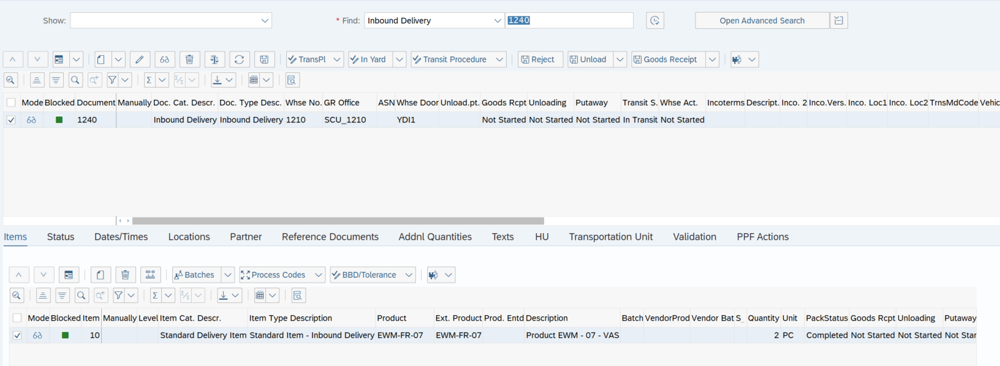 Show: * Find: Inbound Delivery 1240 Open Advanced Search
TransPl In Yard Transit Procedure Reject Unload Goods Receipt
Mode Blocked Document Manually Doc. Cat. Descr. Doc. Type Desc. Whse No. GR Office ASN Whse Door Unload.pt. Goods Rcpt Unloading Putaway Transit S. Whse Act. Incoterms Descript. Inco. 2 Inco.Vers. Inco. Loc1 Inco. Loc2 TrnsMdCode Vehic
1240 Inbound Delivery Inbound Delivery 1210 SCU_1210 YDI1 Not Started Not Started Not Started In Transit Not Started
Items Status Dates/Times Locations Partner Reference Documents Addnl Quantities Texts HU Transportation Unit Validation PPF Actions
Batches Process Codes BBD/Tolerance
Mode Blocked Item Manually Level Item Cat. Descr. Item Type Description Product Ext. Product Prod. Entd Description Batch VendorProd Vendor Bat S.. Quantity Unit PackStatus Goods Rcpt Unloading Putaway
10 Standard Delivery Item Standard Item - Inbound Delivery EWM-FR-07 EWM-FR-07 Product EWM - 07 - VAS 2 PC Completed Not Started Not Started Not Star